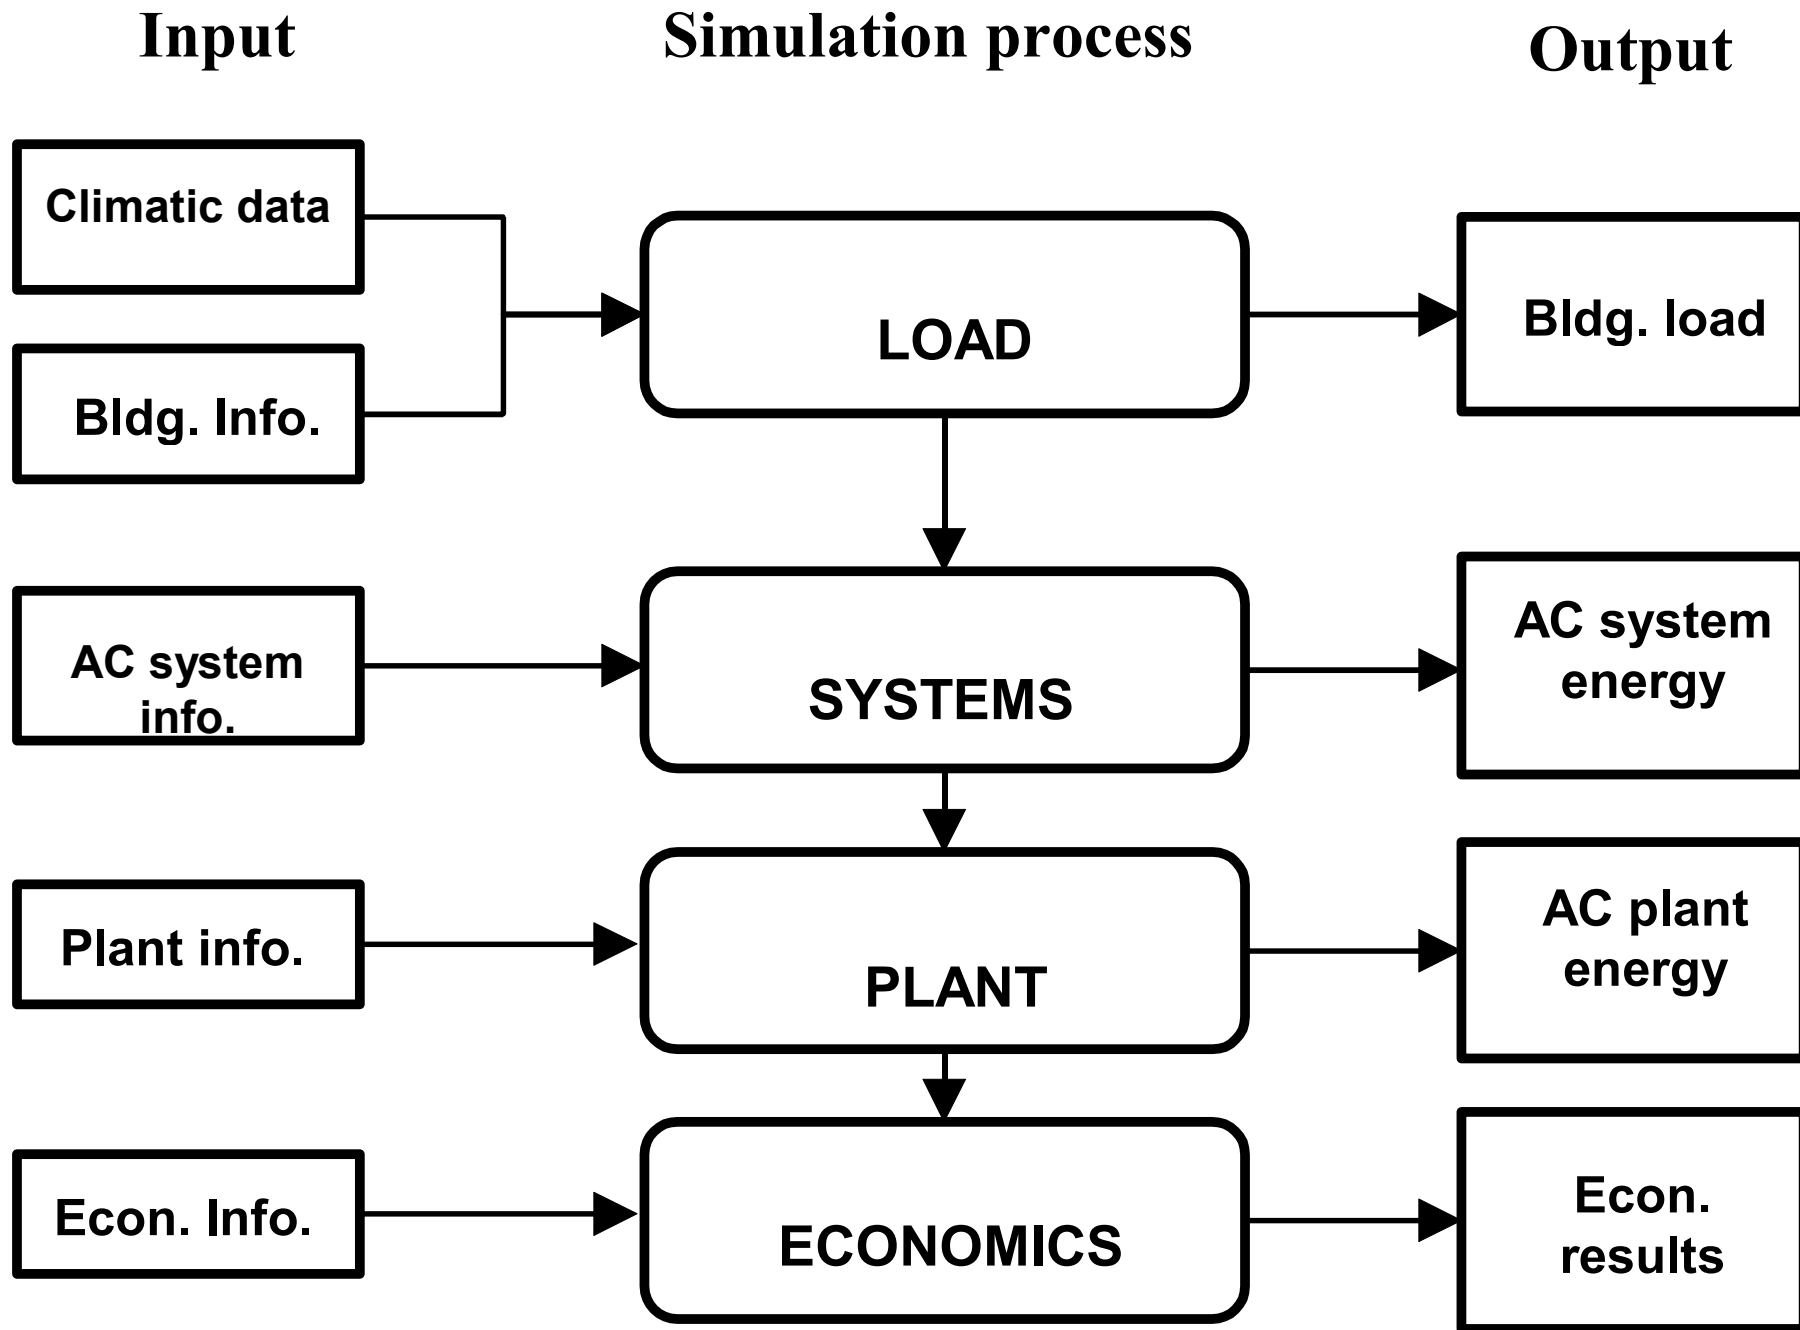 Input
Simulation process
Output
Climatic data
Bldg. Info.
LOAD
Bldg. load
AC system
info.
SYSTEMS
AC system
energy
Plant info.
PLANT
AC plant
energy
Econ. Info.
ECONOMICS
Econ.
results